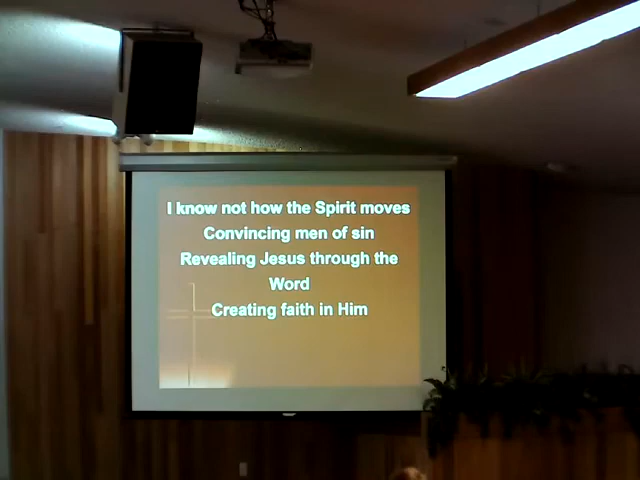 I know not how the Spirit moves
Convincing men of sin
Revealing Jesus through the
Word
Creating faith in Him